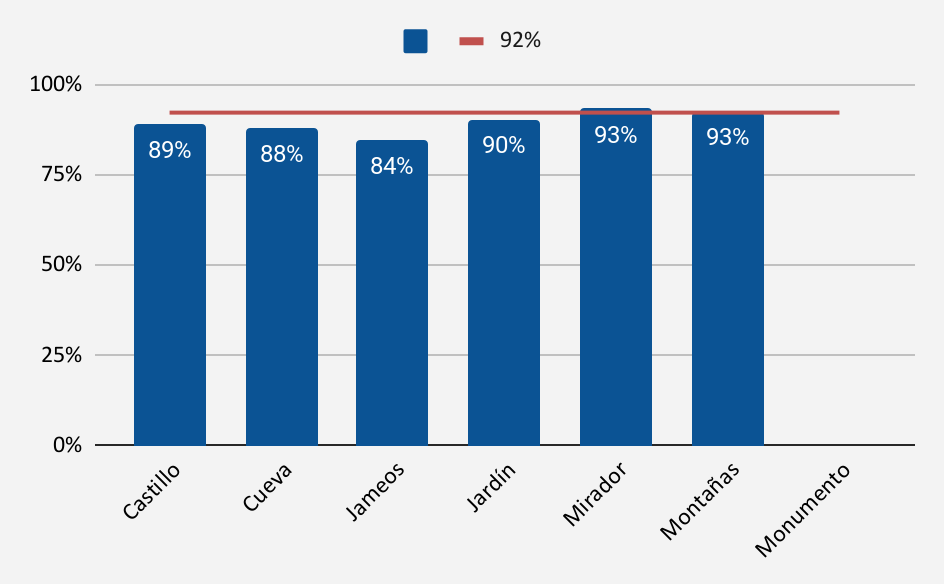 92%
100%
75%
50%
25%
0%
89%
88%
84%
90%
93%
93%
Castillo
Cueva
Jameos
Jardín
Mirador
Montañas
Monumento